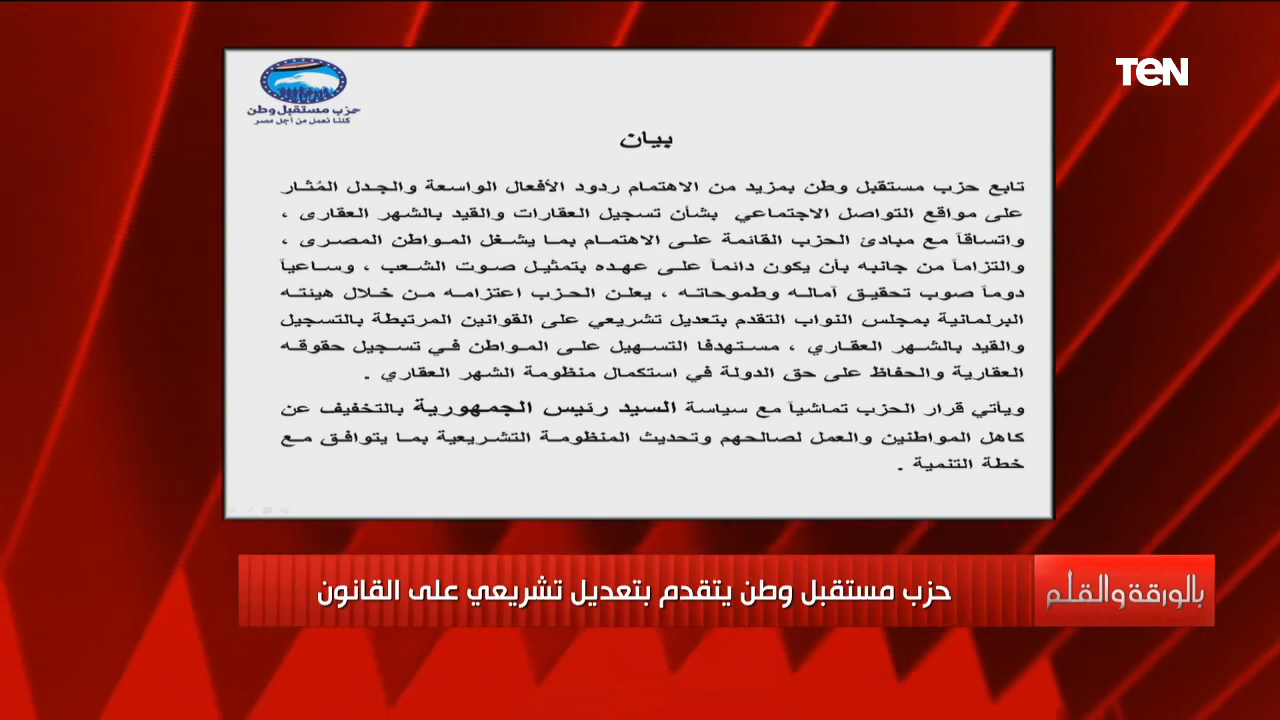 TEN
حزب مستقبل وطن
كلنا نعمل من أجل مصر
بيان
تابع حزب مستقبل وطن بمزيد من الاهتمام ردود الأفعال الواسعة والجدل المُثار
على مواقع التواصل الاجتماعي بشأن تسجيل العقارات والقيد بالشهر العقارى ،
واتساقاً مع مبادئ الحزب القائمة على الاهتمام بما يشغل المواطن المصرى ،
والتزاماً من جانبه بأن يكون دائماً على عهده بتمثيل صوت الشعب ، وساعياً
دوماً صوب تحقيق آماله وطموحاته ، يعلن الحزب اعتزامه من خلال هيئته
البرلمانية بمجلس النواب التقدم بتعديل تشريعي على القوانين المرتبطة بالتسجيل
والقيد بالشهر العقاري ، مستهدفا التسهيل على المواطن في تسجيل حقوقه
العقارية والحفاظ على حق الدولة في استكمال منظومة الشهر العقاري .
ويأتي قرار الحزب تماشياً مع سياسة السيد رئيس الجمهورية بالتخفيف عن
كاهل المواطنين والعمل لصالحهم وتحديث المنظومة التشريعية بما يتوافق مع
خطة التنمية .
بالورقة والقلم
حزب مستقبل وطن يتقدم بتعديل تشريعي على القانون